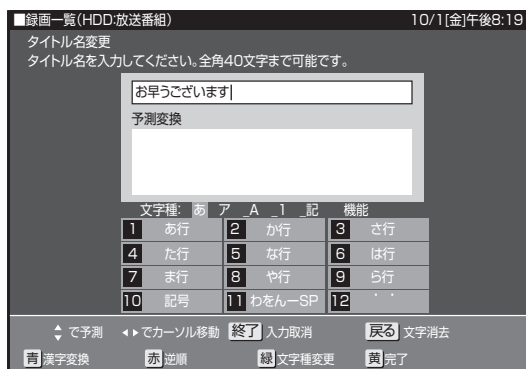 ■録画一覧(HDD:放送番組) 10/1[金]午後8:19
タイトル名変更
タイトル名を入力してください。全角40文字まで可能です。
お早うございます
予測変換
文字種: あ ア _A _1 _記 機能
1 あ行 2 か行 3 さ行
4 た行 5 な行 6 は行
7 ま行 8 や行 9 ら行
10 記号 11 わをんーSP 12 ゛゜
で予測 でカーソル移動 終了 入力取消 戻る 文字消去
青 漢字変換 赤 逆順 緑 文字種変更 黄 完了